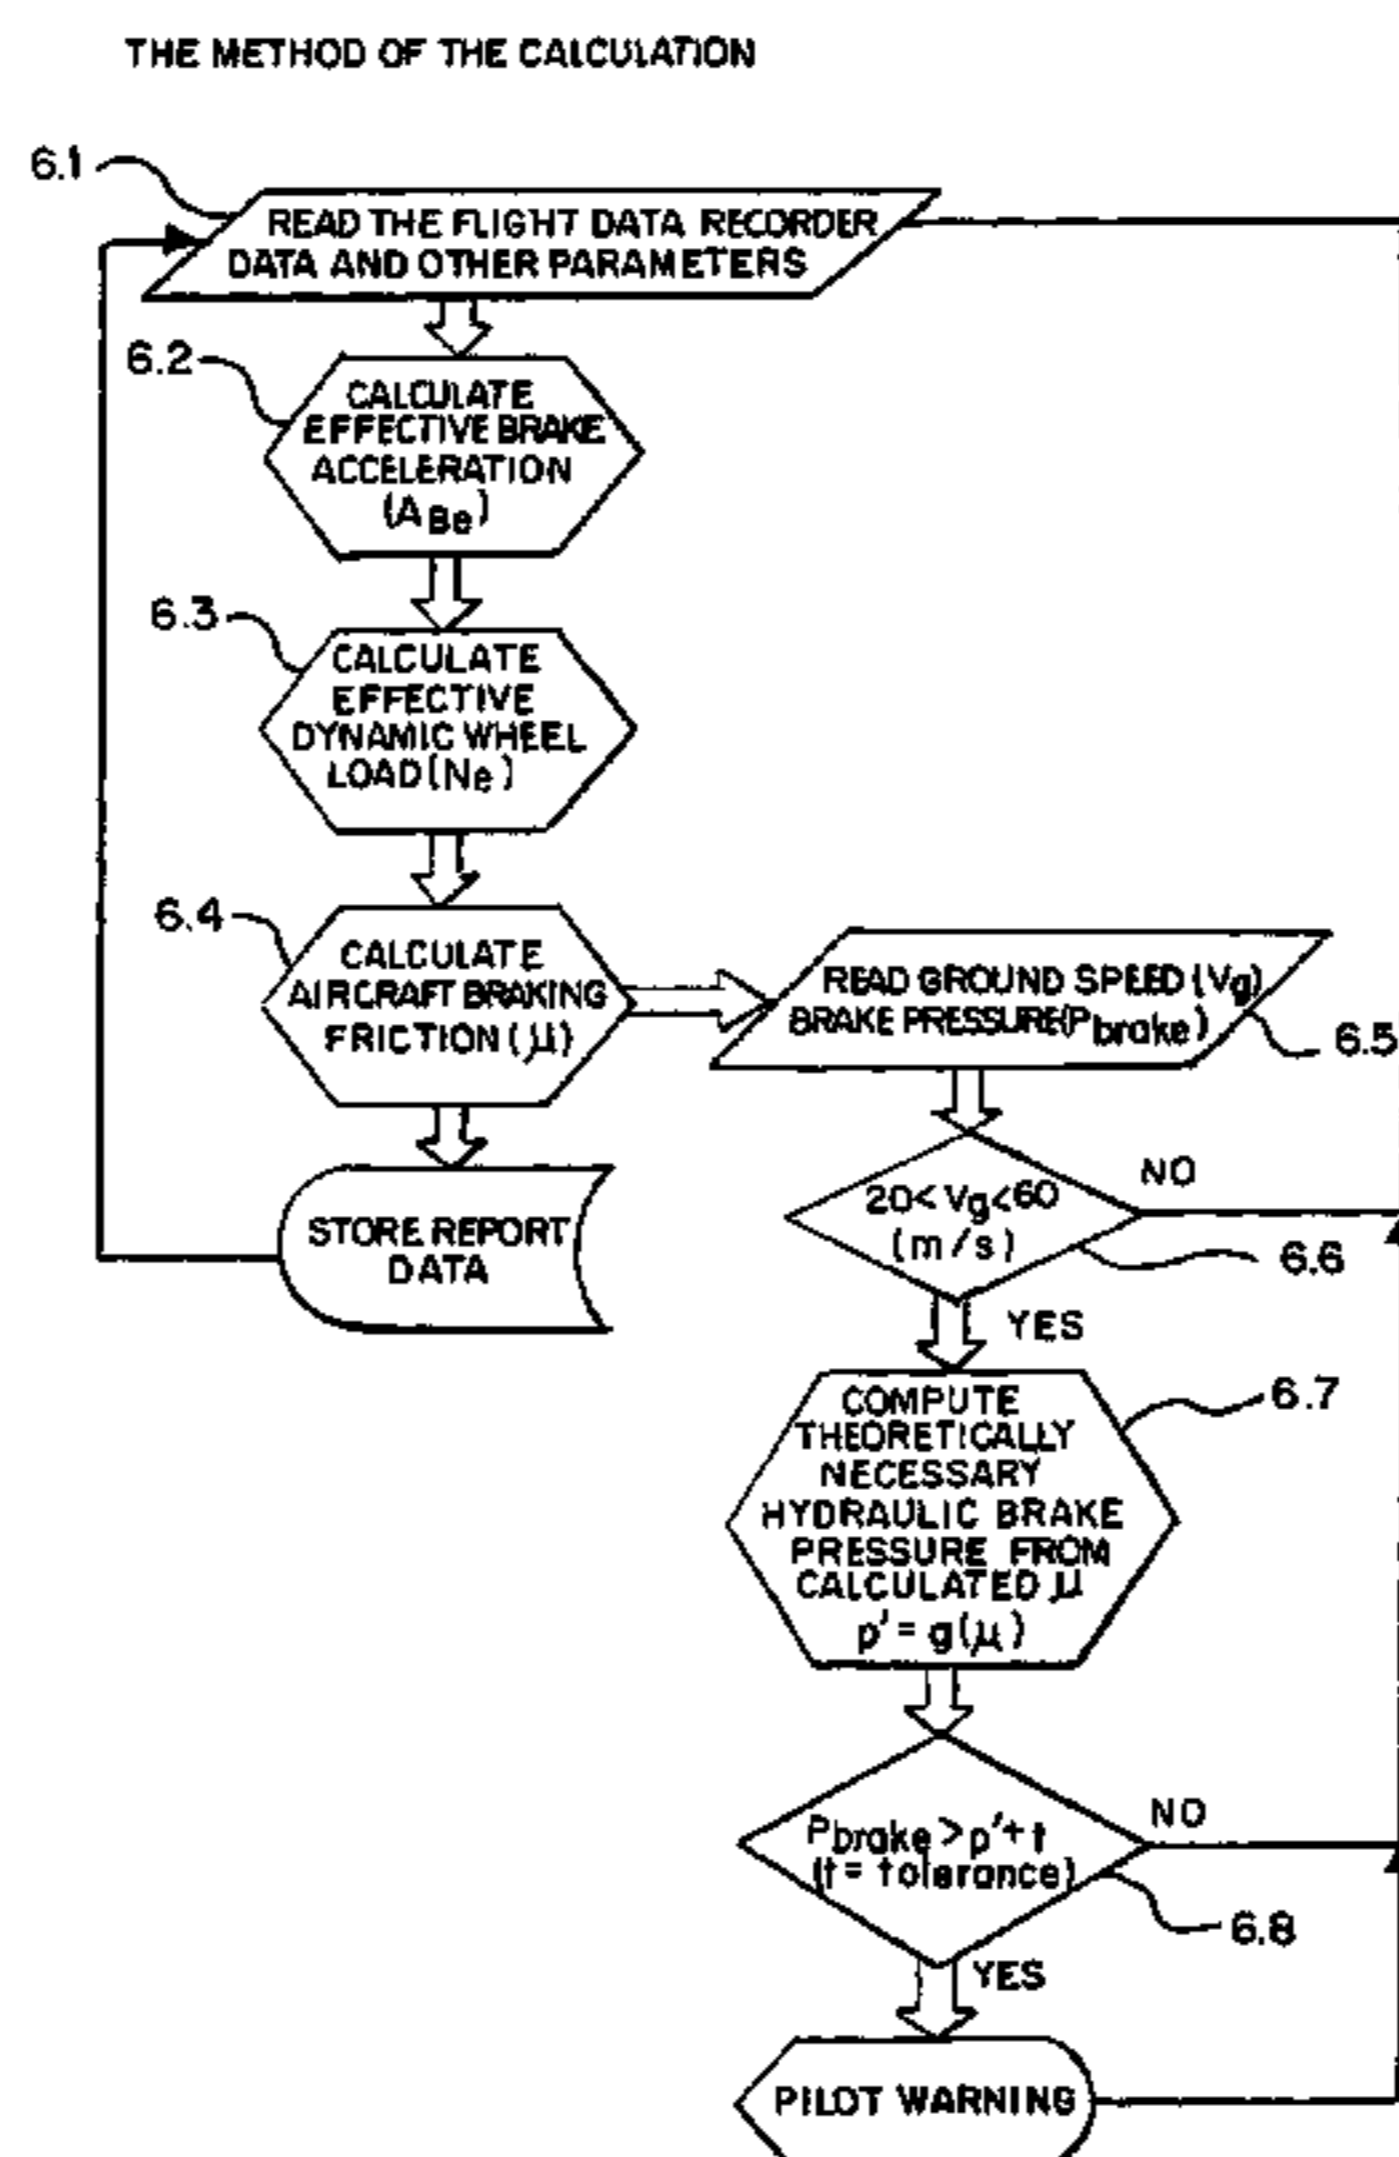 THE METHOD OF THE CALCULATION
6.1
READ THE FLIGHT DATA RECORDER
DATA AND OTHER PARAMETERS
6.2
CALCULATE
EFFECTIVE BRAKE
ACCELERATION
(ABe)
6.3
CALCULATE
EFFECTIVE
DYNAMIC WHEEL
LOAD(Ne)
6.4
CALCULATE
AIRCRAFT BRAKING
FRICTION(μ)
STORE REPORT
DATA
READ GROUND SPEED (Vg)
BRAKE PRESSURE(Pbrake)
6.5
20<Vg<60
(m/s)
NO
6.6
YES
COMPUTE
THEORETICALLY
NECESSARY
HYDRAULIC BRAKE
PRESSURE FROM
CALCULATED μ
p'=g(μ)
6.7
Pbrake>p'+t
(t=tolerance)
NO
6.8
YES
PILOT WARNING